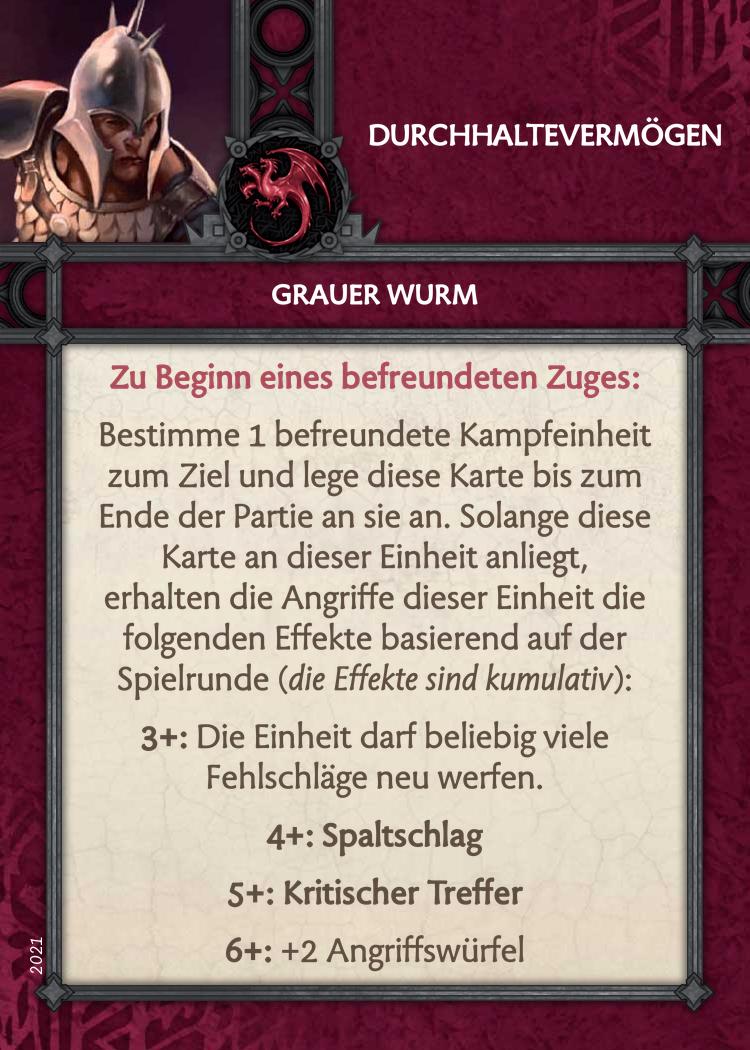 DURCHHALTEVERMÖGEN
GRAUER WURM
Zu Beginn eines befreundeten Zuges:
Bestimme 1 befreundete Kampfeinheit
zum Ziel und lege diese Karte bis zum
Ende der Partie an sie an. Solange diese
Karte an dieser Einheit anliegt,
erhalten die Angriffe dieser Einheit die
folgenden Effekte basierend auf der
Spielrunde (die Effekte sind kumulativ):
3+: Die Einheit darf beliebig viele
Fehlschläge neu werfen.
4+: Spaltschlag
5+: Kritischer Treffer
6+: +2 Angriffswürfel
2021